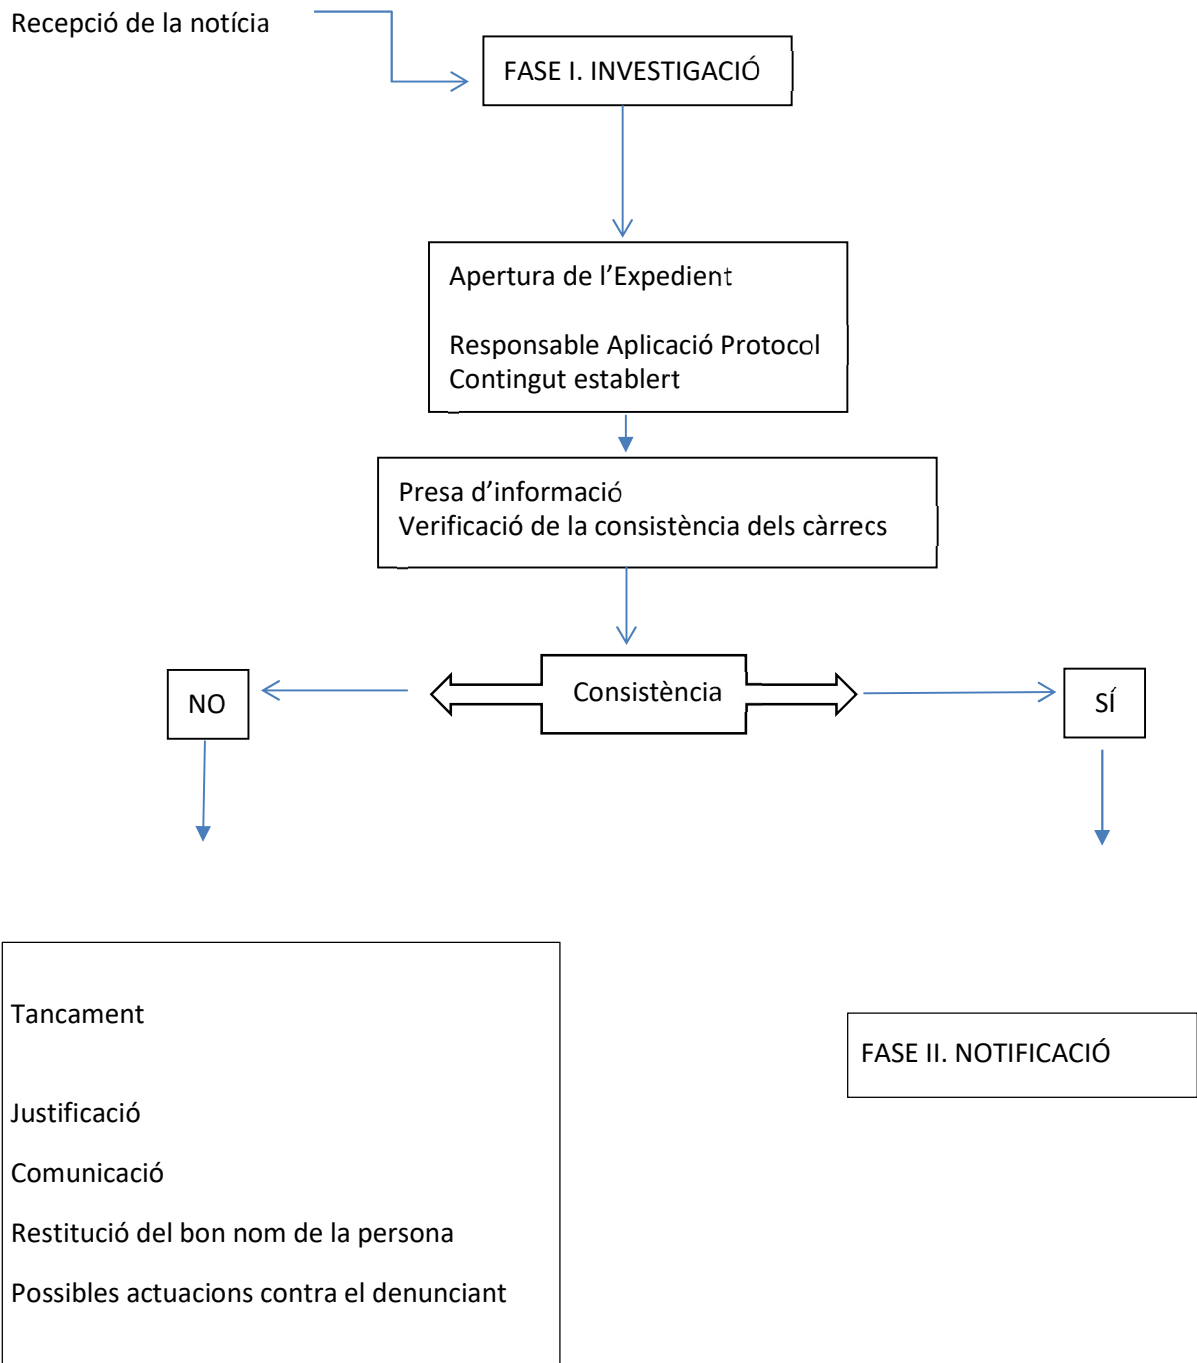 Recepció de la notícia
FASE I. INVESTIGACIÓ
Apertura de l’Expedient
Responsable Aplicació Protocol
Contingut establert
Presa d’informació
Verificació de la consistència dels càrrecs
NO
Consistència
SÍ
Tancament
FASE II. NOTIFICACIÓ
Justificació
Comunicació
Restitució del bon nom de la persona
Possibles actuacions contra el denunciant